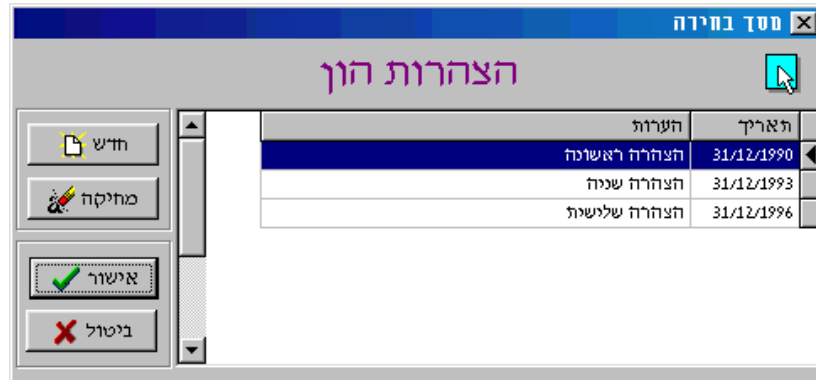 מסך בחירה
הצהרות הון
תאריך הערות
31/12/1990 הצהרה ראשונה
31/12/1993 הצהרה שניה
31/12/1996 הצהרה שלישית
חדש
מחיקה
אישור
ביטול